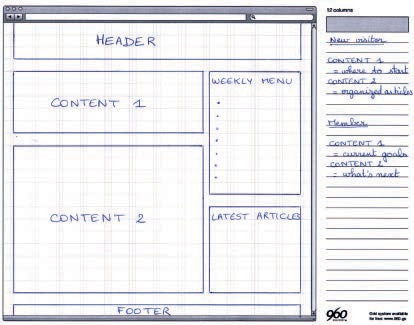 HEADER
CONTENT 1
WEEKLY MENU
CONTENT 2
LATEST ARTICLES
FOOTER
12 columns
New visitor
CONTENT 1
= where to start
CONTENT 2
= organized articles
Member
CONTENT 1
= current goals
CONTENT 2
= what's next
960
Grid system available
for free: www.960.gs